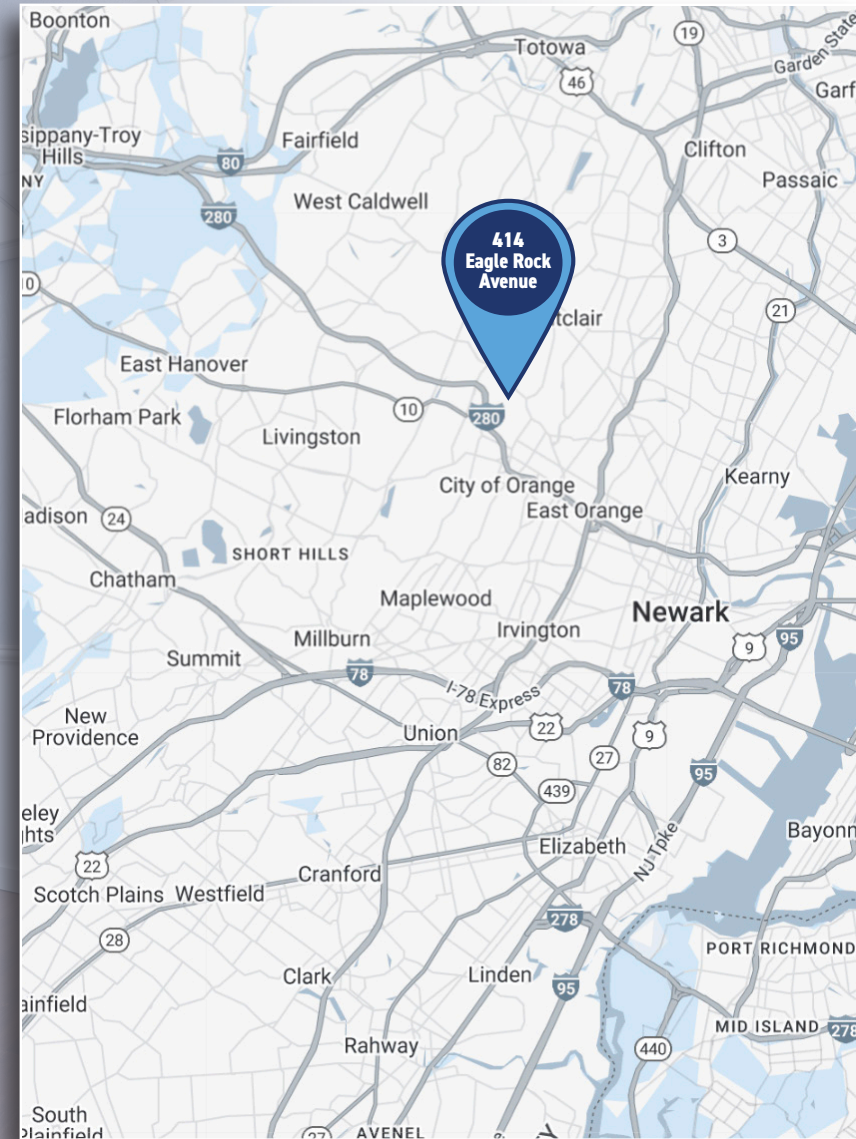 Boonton
19
Totowa
Garden State
46
Garf
sippany-Troy
Hills
Fairfield
80
Clifton
NY
Passaic
West Caldwell
280
414
Eagle Rock
Avenue
3
10
21
tclair
East Hanover
10
280
Florham Park
Livingston
Kearny
City of Orange
East Orange
adison
24
SHORT HILLS
Chatham
Maplewood
Newark
Irvington
Millburn
9
95
Summit
78
I-78 Express
78
New
Providence
22
Union
9
82
27
95
439
eley
hts
Bayonn
Elizabeth
NJ Tpke
22
Cranford
Scotch Plains
Westfield
278
28
PORT RICHMOND
Clark
Linden
95
ainfield
MID ISLAND
278
Rahway
440
South
Plainfield
27
AVENEL